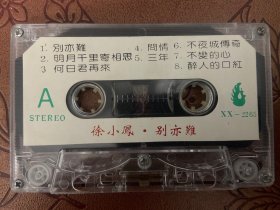 1. 別亦難
2. 明月千里寄相思
3 何日君再來
4. 問情
5. 三年
6. 不夜城傳奇
7. 不變的心
8. 醉人的口紅
A
STEREO
XX-2265
徐小鳳·别亦難